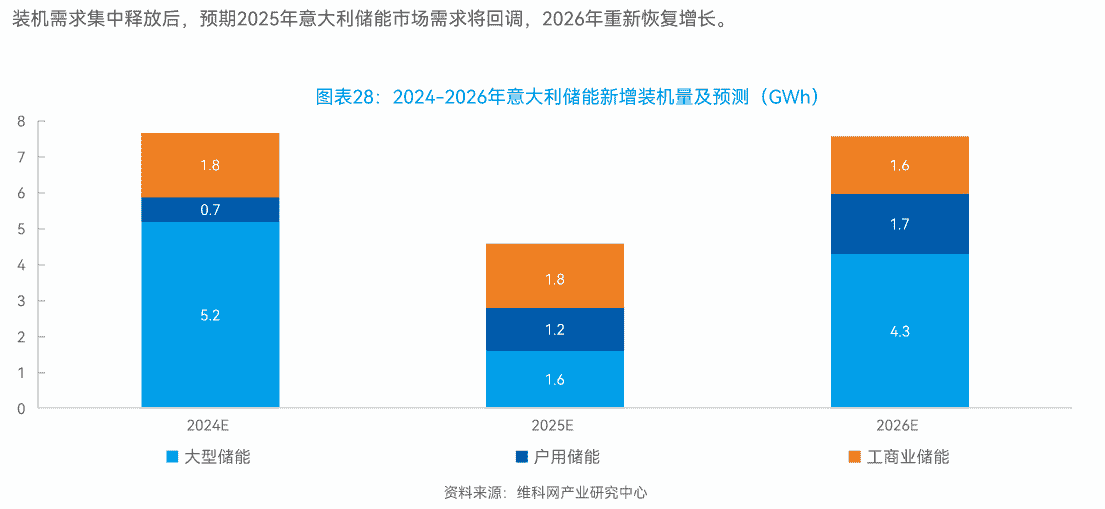 装机需求集中释放后，预期2025年意大利储能市场需求将回调，2026年重新恢复增长。
图表28：2024-2026年意大利储能新增装机量及预测（GWh）
8
7
6
5
4
3
2
1
0
1.8
0.7
5.2
1.8
1.2
1.6
1.6
1.7
4.3
2024E
2025E
2026E
大型储能
户用储能
工商业储能
资料来源：维科网产业研究中心